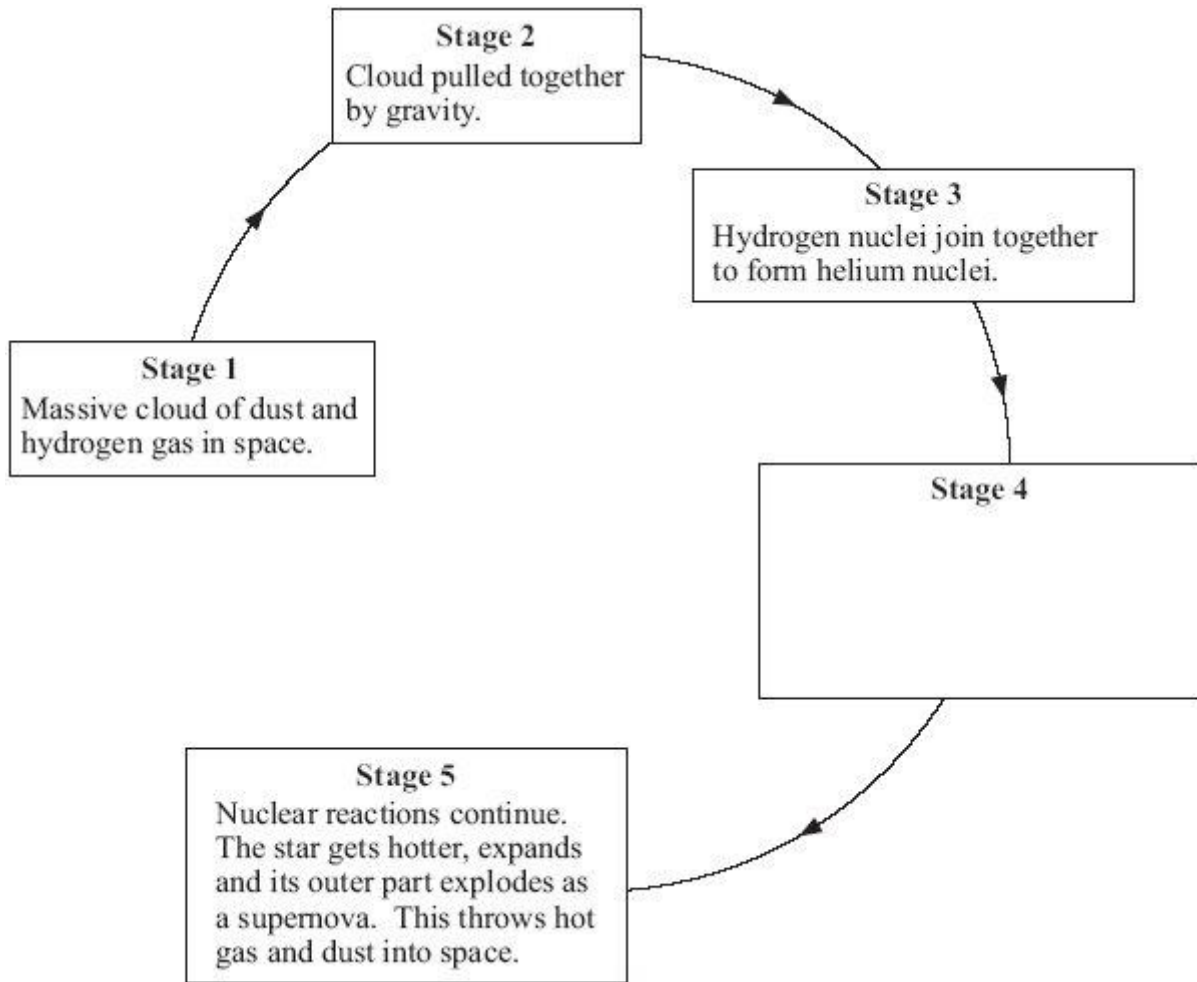 Stage 1
Massive cloud of dust and
hydrogen gas in space.
Stage 2
Cloud pulled together
by gravity.
Stage 3
Hydrogen nuclei join together
to form helium nuclei.
Stage 4
Stage 5
Nuclear reactions continue.
The star gets hotter, expands
and its outer part explodes as
a supernova.  This throws hot
gas and dust into space.